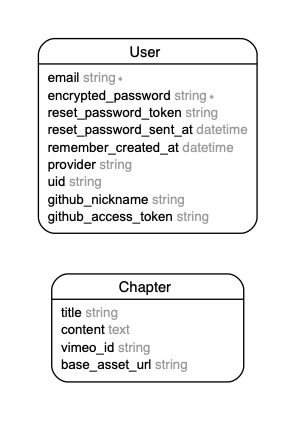 User
email string *
encrypted_password string *
reset_password_token string
reset_password_sent_at datetime
remember_created_at datetime
provider string
uid string
github_nickname string
github_access_token string
Chapter
title string
content text
vimeo_id string
base_asset_url string